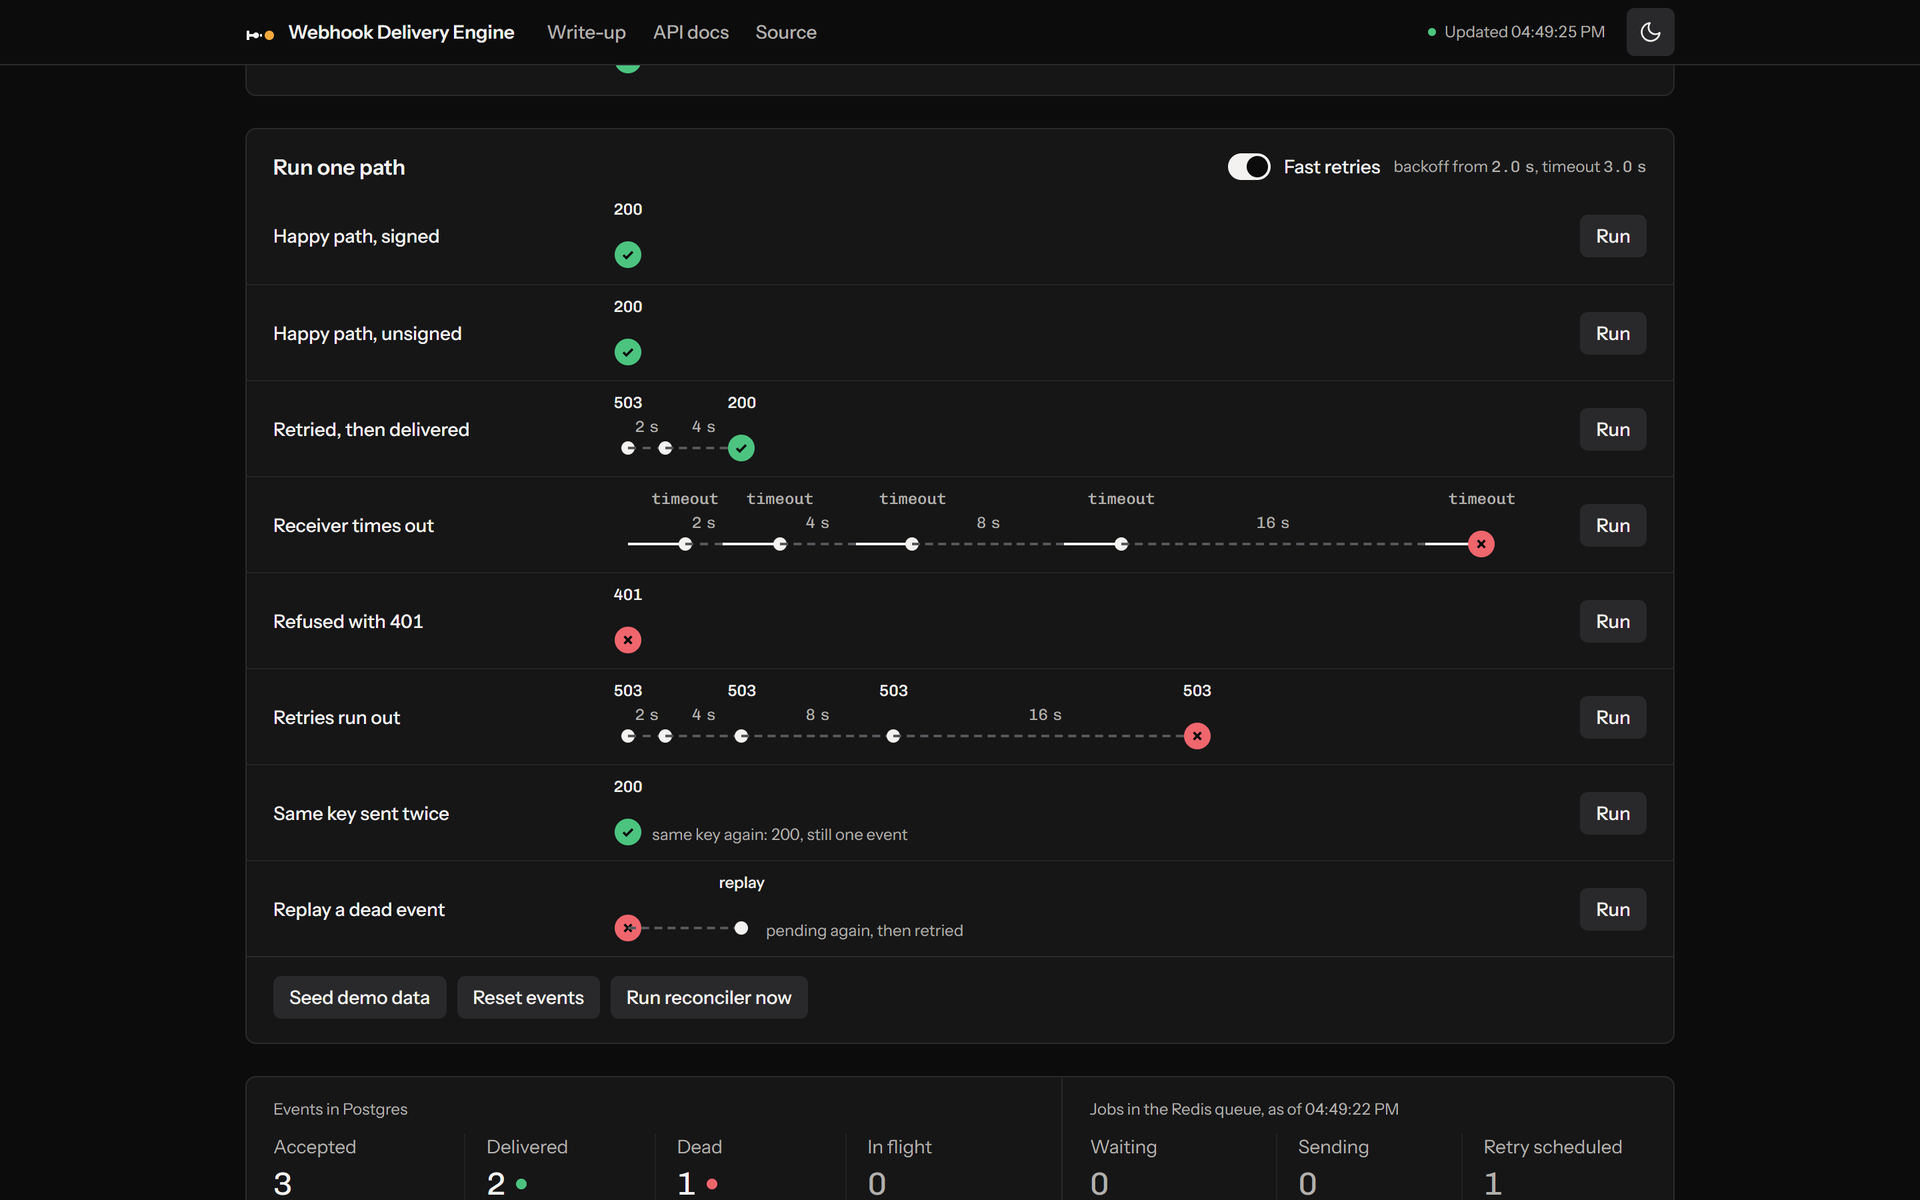 Webhook Delivery Engine Write-up API docs Source Updated 04:49:25 PM
Run one path Fast retries backoff from 2.0 s, timeout 3.0 s
200
Happy path, signed Run
200
Happy path, unsigned Run
503 200
2 s 4 s
Retried, then delivered Run
timeout timeout timeout timeout timeout
2 s 4 s 8 s 16 s
Receiver times out Run
401
Refused with 401 Run
503 503 503 503
2 s 4 s 8 s 16 s
Retries run out Run
200
Same key sent twice Run
same key again: 200, still one event
replay
Replay a dead event Run
pending again, then retried
Seed demo data Reset events Run reconciler now
Events in Postgres Jobs in the Redis queue, as of 04:49:22 PM
Accepted Delivered Dead In flight Waiting Sending Retry scheduled
3 2 1 0 0 0 1